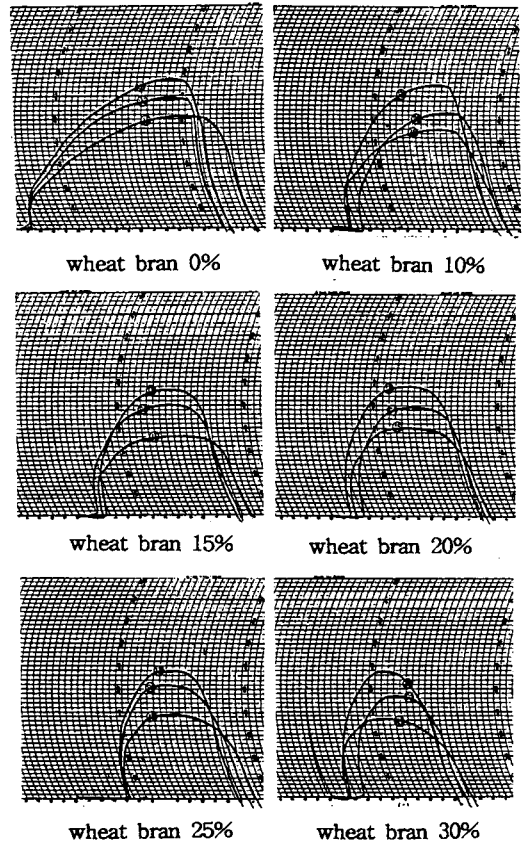 wheat bran 0%
wheat bran 10%
wheat bran 15%
wheat bran 20%
wheat bran 25%
wheat bran 30%